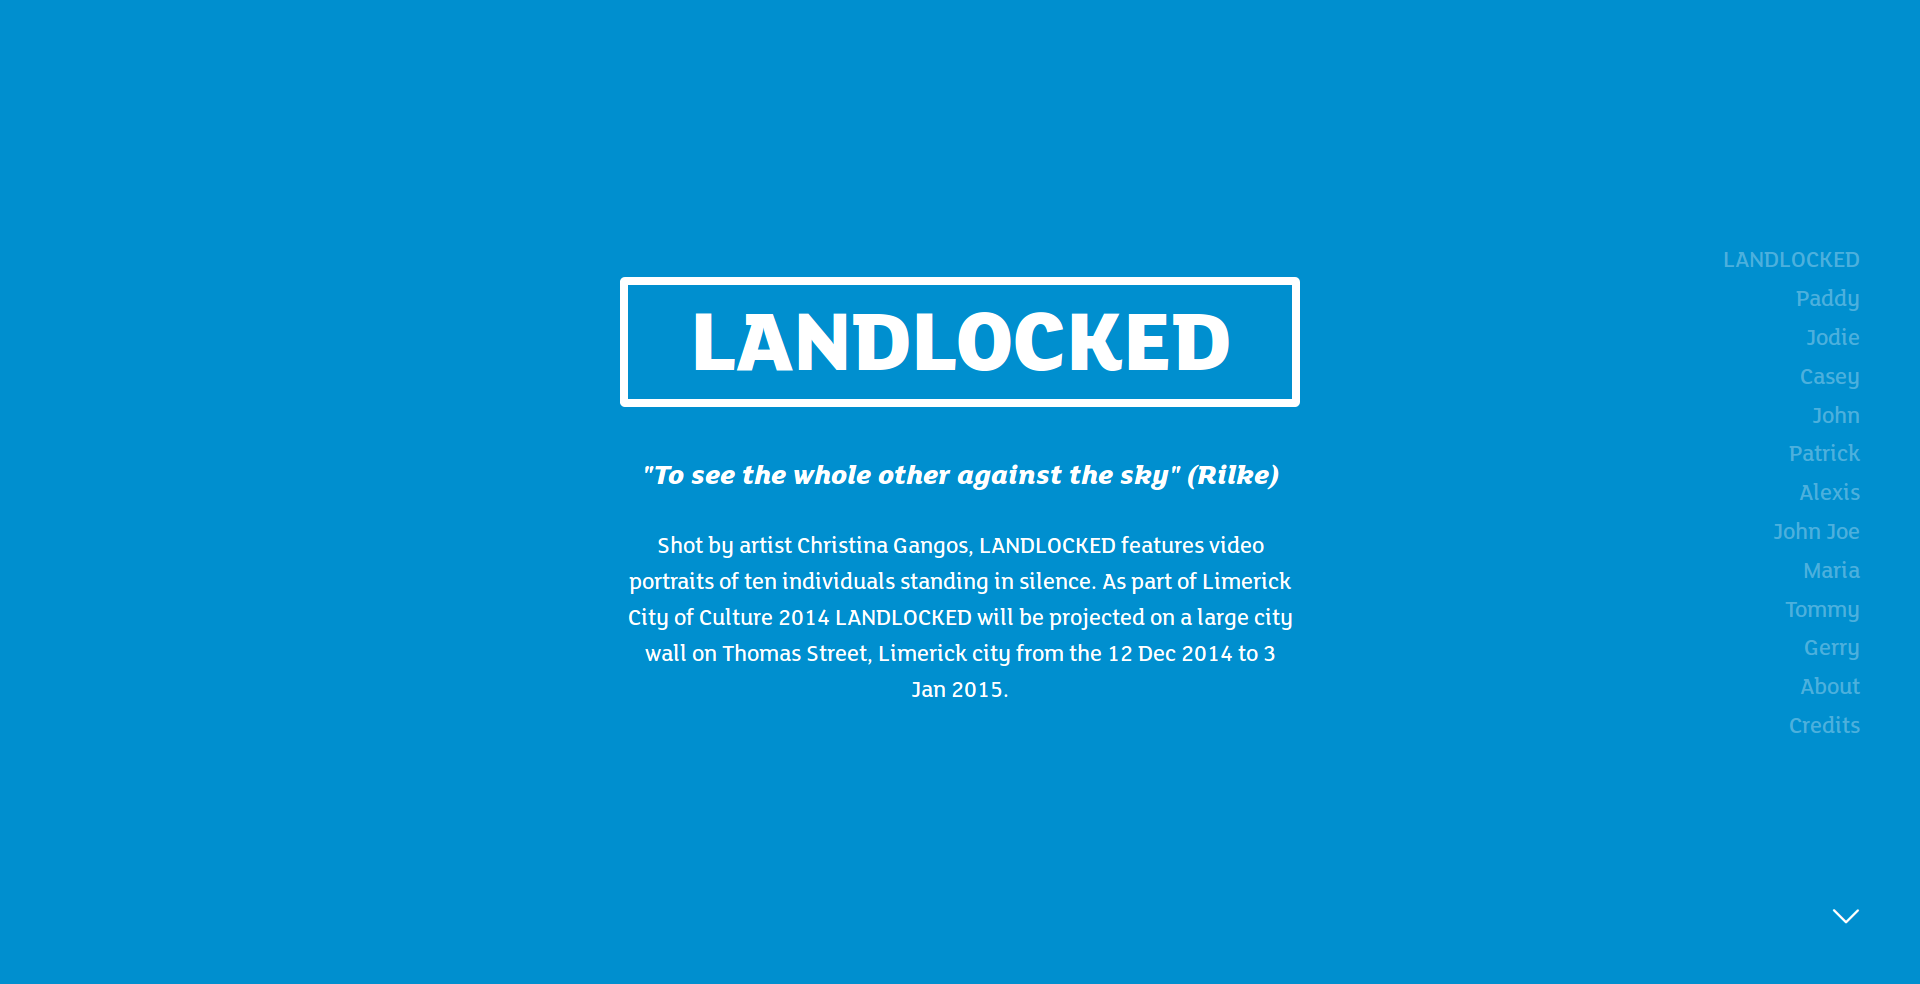 LANDLOCKED
"To see the whole other against the sky" (Rilke)
Shot by artist Christina Gangos, LANDLOCKED features video
portraits of ten individuals standing in silence. As part of Limerick
City of Culture 2014 LANDLOCKED will be projected on a large city
wall on Thomas Street, Limerick city from the 12 Dec 2014 to 3
Jan 2015.
LANDLOCKED
Paddy
Jodie
Casey
John
Patrick
Alexis
John Joe
Maria
Tommy
Gerry
About
Credits